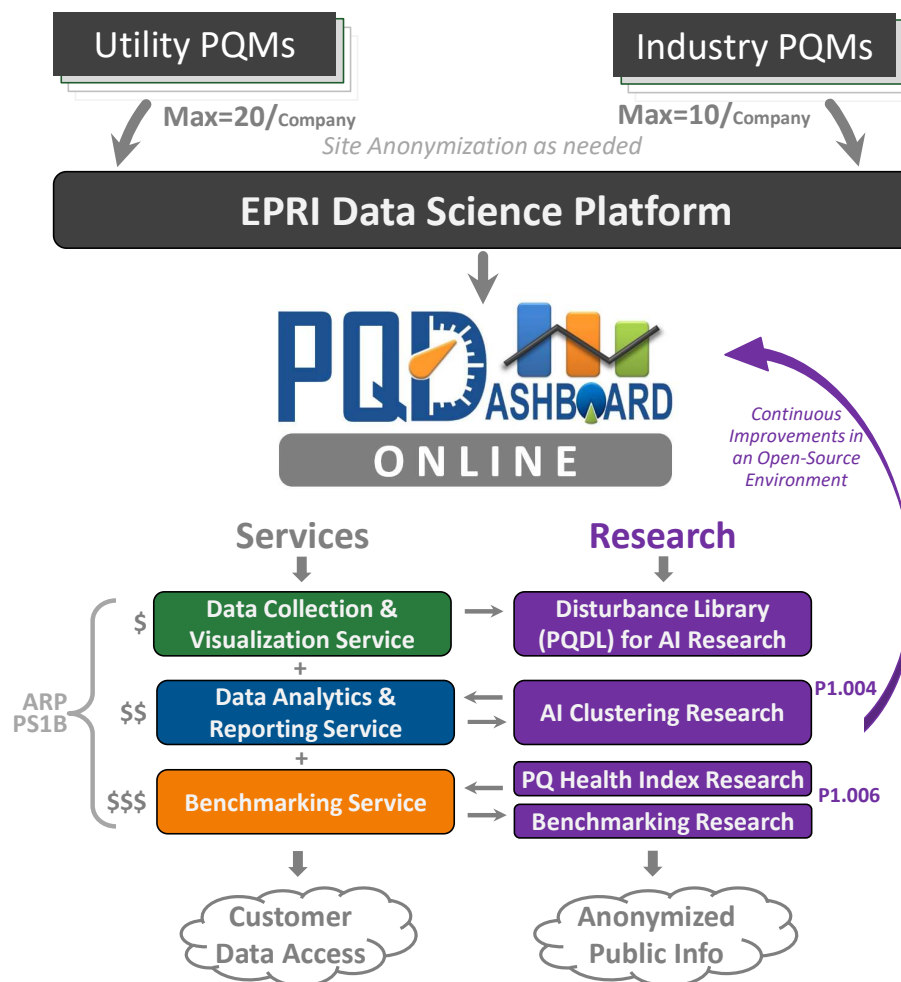 Utility PQMs
Industry PQMs
Max=20/Company
Max=10/Company
Site Anonymization as needed
EPRI Data Science Platform
PQDASHBOARD
ONLINE
Continuous
Improvements in
an Open-Source
Environment
Services
Research
$
Data Collection &
Visualization Service
Disturbance Library
(PQDL) for AI Research
+
ARP
PS1B
$$
Data Analytics &
Reporting Service
AI Clustering Research
P1.004
+
$$$
Benchmarking Service
PQ Health Index Research
P1.006
Benchmarking Research
Customer
Data Access
Anonymized
Public Info